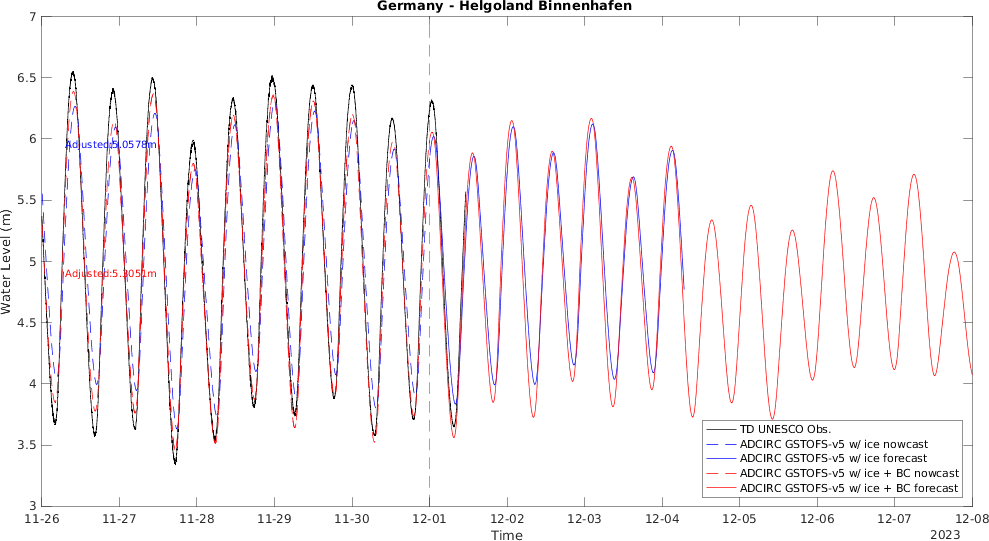 Germany - Helgoland Binnenhafen
7
6.5
6
5.5
5
4.5
4
3.5
3
Water Level (m)
Adjusted:5.0578m
Adjusted:5.3051m
TD UNESCO Obs.
ADCIRC GSTOFS-v5 w/ ice nowcast
ADCIRC GSTOFS-v5 w/ ice forecast
ADCIRC GSTOFS-v5 w/ ice + BC nowcast
ADCIRC GSTOFS-v5 w/ ice + BC forecast
11-26 11-27 11-28 11-29 11-30 12-01 12-02 12-03 12-04 12-05 12-06 12-07 12-08
Time
2023